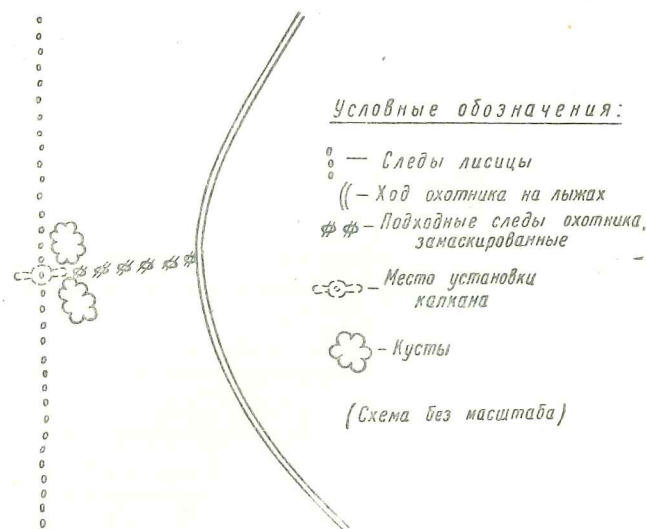 Условные обозначения:
— Следы лисицы
– Ход охотника на лыжах
– Подходные следы охотника,
замаскированные
– Место установки
капкана
– Кусты
(Схема без масштаба)